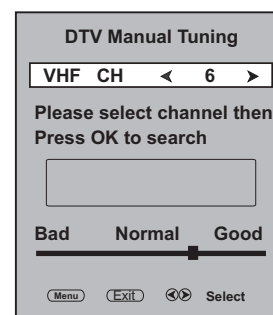 DTV Manual Tuning
VHF CH < 6 >
Please select channel then
Press OK to search
Bad Normal Good
Menu Exit Select